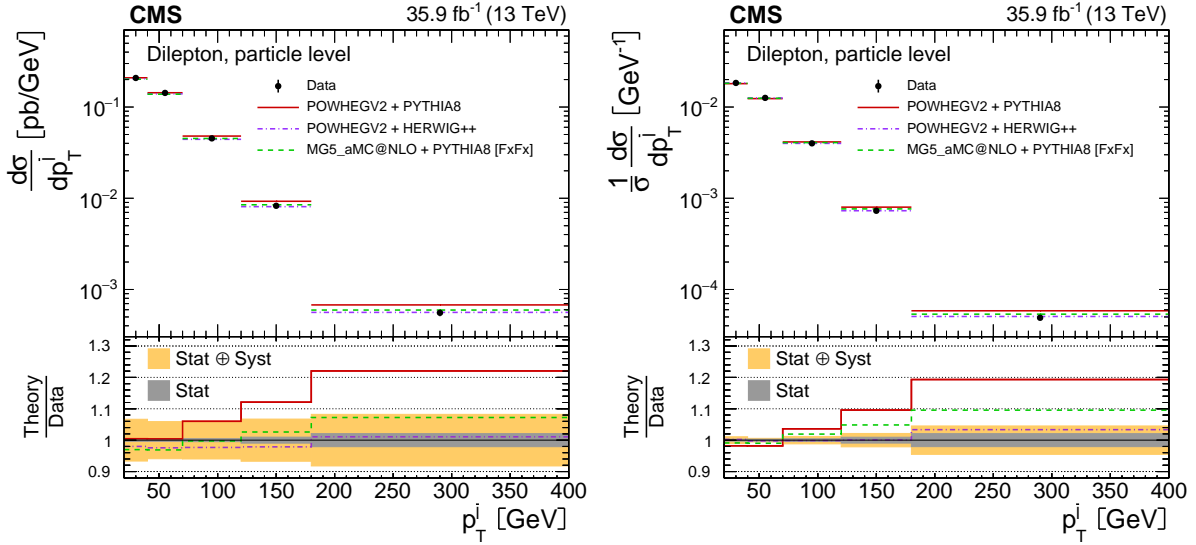 CMS
35.9 fb⁻¹ (13 TeV)
Dilepton, particle level
Data
POWHEGV2 + PYTHIA8
POWHEGV2 + HERWIG++
MG5_aMC@NLO + PYTHIA8 [FxFx]
dσ/dp_T^j [pb/GeV]
10⁻¹
10⁻²
10⁻³
Stat ⊕ Syst
Stat
Theory/Data
1.3
1.2
1.1
1
0.9
50 100 150 200 250 300 350 400
p_T^j [GeV]
CMS
35.9 fb⁻¹ (13 TeV)
Dilepton, particle level
Data
POWHEGV2 + PYTHIA8
POWHEGV2 + HERWIG++
MG5_aMC@NLO + PYTHIA8 [FxFx]
1/σ dσ/dp_T^j [GeV⁻¹]
10⁻¹
10⁻²
10⁻³
10⁻⁴
Stat ⊕ Syst
Stat
Theory/Data
1.3
1.2
1.1
1
0.9
50 100 150 200 250 300 350 400
p_T^j [GeV]